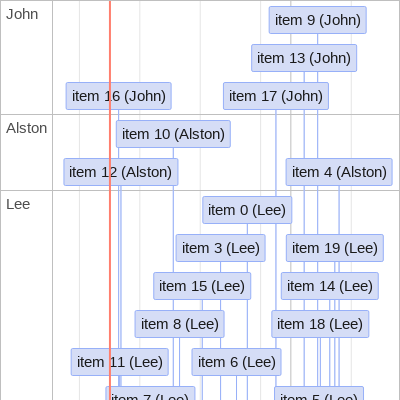 John
item 9 (John)
item 13 (John)
item 16 (John)
item 17 (John)
Alston
item 10 (Alston)
item 12 (Alston)
item 4 (Alston)
Lee
item 0 (Lee)
item 3 (Lee)
item 19 (Lee)
item 15 (Lee)
item 14 (Lee)
item 8 (Lee)
item 18 (Lee)
item 11 (Lee)
item 6 (Lee)
item 7 (Lee)
item 5 (Lee)